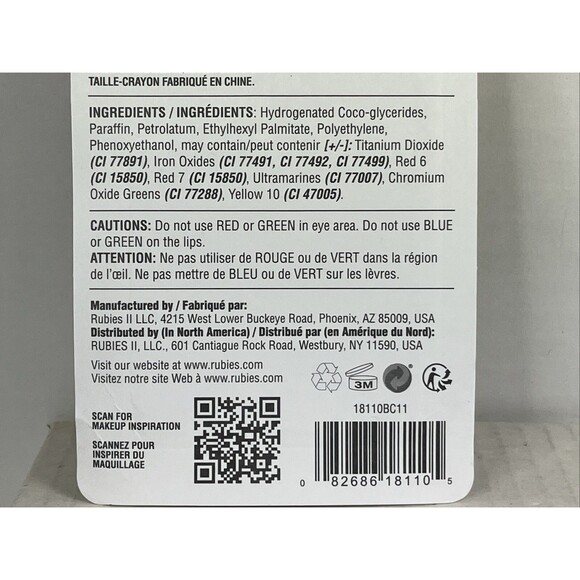 TAILLE-CRAYON FABRIQUÉ EN CHINE.
INGREDIENTS / INGRÉDIENTS: Hydrogenated Coco-glycerides,
Paraffin, Petrolatum, Ethylhexyl Palmitate, Polyethylene,
Phenoxyethanol, may contain/peut contenir [+/-]: Titanium Dioxide
(CI 77891), Iron Oxides (CI 77491, CI 77492, CI 77499), Red 6
(CI 15850), Red 7 (CI 15850), Ultramarines (CI 77007), Chromium
Oxide Greens (CI 77288), Yellow 10 (CI 47005).
CAUTIONS: Do not use RED or GREEN in eye area. Do not use BLUE
or GREEN on the lips.
ATTENTION: Ne pas utiliser de ROUGE ou de VERT dans la région
de l'œil. Ne pas mettre de BLEU ou de VERT sur les lèvres.
Manufactured by / Fabriqué par:
Rubies II LLC, 4215 West Lower Buckeye Road, Phoenix, AZ 85009, USA
Distributed by (In North America) / Distribué par (en Amérique du Nord):
RUBIES II, LLC., 601 Cantiague Rock Road, Westbury, NY 11590, USA
Visit our website at www.rubies.com
Visitez notre site Web à www.rubies.com
3M
SCAN FOR
MAKEUP INSPIRATION
SCANNEZ POUR
INSPIRER DU
MAQUILLAGE
18110BC11
0 82686 18110 5